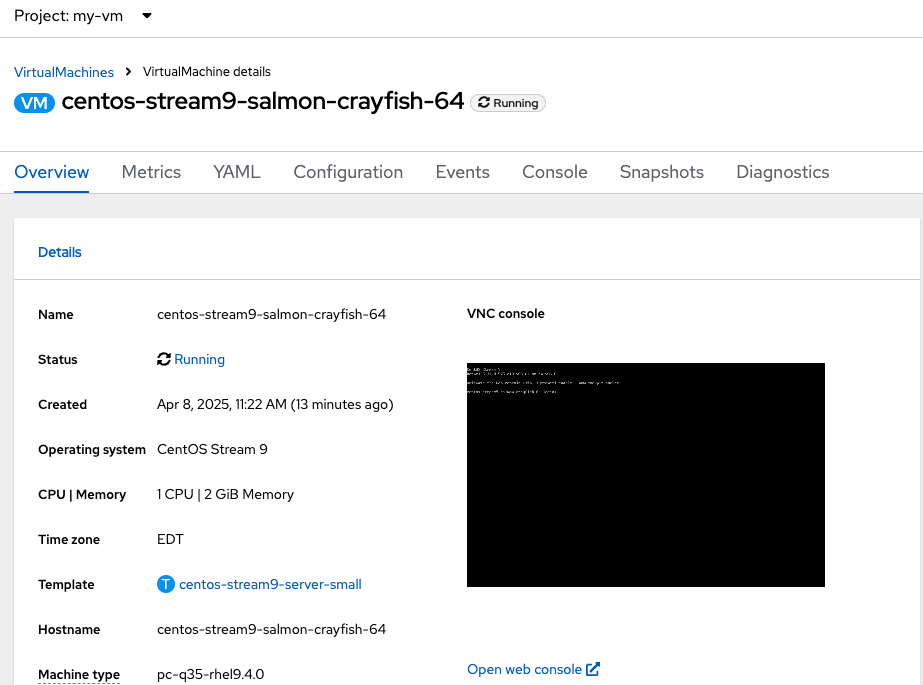 Project: my-vm
VirtualMachines > VirtualMachine details
VM centos-stream9-salmon-crayfish-64 Running
Overview Metrics YAML Configuration Events Console Snapshots Diagnostics
Details
Name centos-stream9-salmon-crayfish-64
VNC console
Status Running
Created Apr 8, 2025, 11:22 AM (13 minutes ago)
Operating system CentOS Stream 9
CPU | Memory 1 CPU | 2 GiB Memory
Time zone EDT
Template T centos-stream9-server-small
Hostname centos-stream9-salmon-crayfish-64
Machine type pc-q35-rhel9.4.0
Open web console